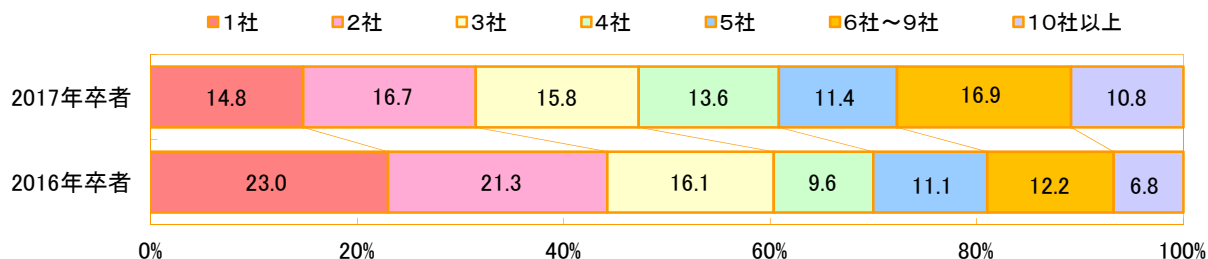 ■1社 ■2社 ■3社 ■4社 ■5社 ■6社～9社 ■10社以上
2017年卒者 14.8 16.7 15.8 13.6 11.4 16.9 10.8
2016年卒者 23.0 21.3 16.1 9.6 11.1 12.2 6.8
0% 20% 40% 60% 80% 100%